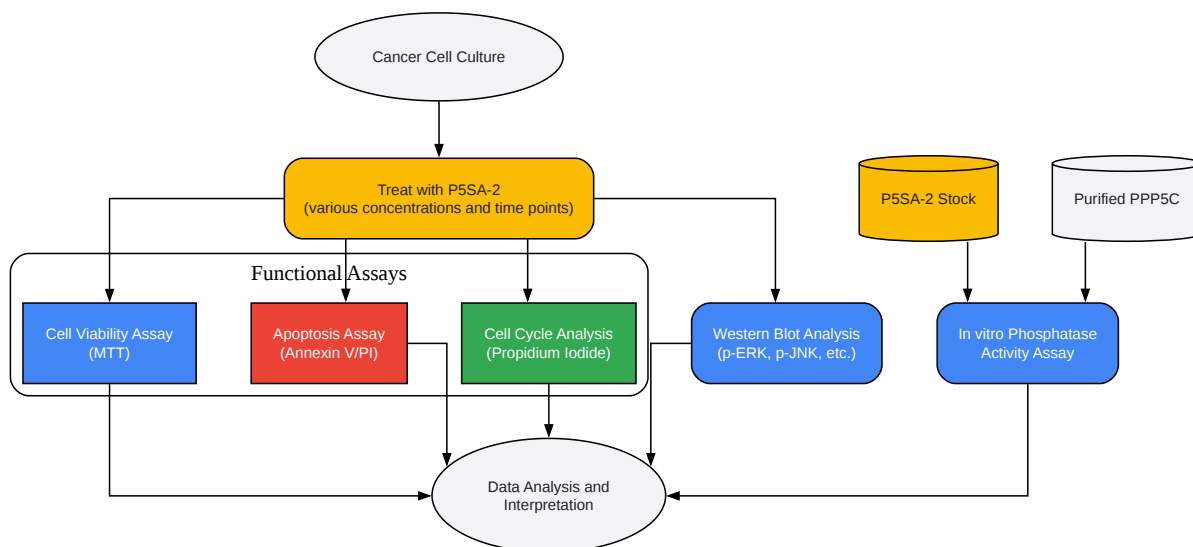 Cancer Cell Culture
Treat with P5SA-2
(various concentrations and time points)
P5SA-2 Stock
Purified PPP5C
Functional Assays
Cell Viability Assay
(MTT)
Apoptosis Assay
(Annexin V/PI)
Cell Cycle Analysis
(Propidium Iodide)
Western Blot Analysis
(p-ERK, p-JNK, etc.)
In vitro Phosphatase
Activity Assay
Data Analysis and
Interpretation